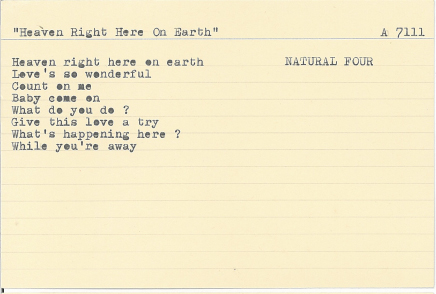 "Heaven Right Here On Earth" A 7111
Heaven right here on earth NATURAL FOUR
Love's so wonderful
Count on me
Baby come on
What do you do ?
Give this love a try
What's happening here ?
While you're away